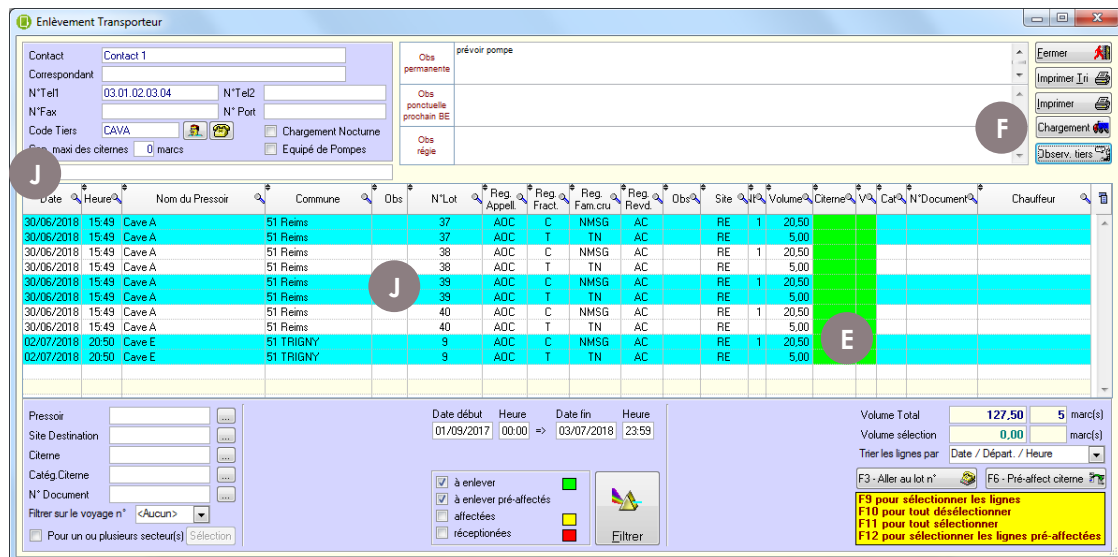 Enlèvement Transporteur
Contact Contact 1
Correspondant
N°Tel1 03.01.02.03.04 N°Tel2
N°Fax N° Port
Code Tiers CAVA Chargement Nocturne
maxi des citernes 0 marcs Equipé de Pompes
Obs permanente
prévoir pompe
Obs ponctuelle prochain BE
Obs régie
Fermer
Imprimer Tri
Imprimer
F
Chargement
Observ. tiers
J
Date Heure Nom du Pressoir Commune Obs N°Lot Reg. Appell. Reg. Fract. Reg. Fam.cru Reg. Revd. Obs Site Volume Citerne V Cat N°Document Chauffeur
30/06/2018 15:49 Cave A 51 Reims 37 AOC C NMSG AC RE 1 20,50
30/06/2018 15:49 Cave A 51 Reims 37 AOC T TN AC RE 5,00
30/06/2018 15:49 Cave A 51 Reims 38 AOC C NMSG AC RE 1 20,50
30/06/2018 15:49 Cave A 51 Reims 38 AOC T TN AC RE 5,00
30/06/2018 15:49 Cave A 51 Reims 39 AOC C NMSG AC RE 1 20,50
J
30/06/2018 15:49 Cave A 51 Reims 39 AOC T TN AC RE 5,00
30/06/2018 15:49 Cave A 51 Reims 40 AOC C NMSG AC RE 1 20,50
30/06/2018 15:49 Cave A 51 Reims 40 AOC T TN AC RE 5,00
E
02/07/2018 20:50 Cave E 51 TRIGNY 9 AOC C NMSG AC RE 1 20,50
02/07/2018 20:50 Cave E 51 TRIGNY 9 AOC T TN AC RE 5,00
Pressoir ...
Site Destination ...
Citerne ...
Catég.Citerne ...
N° Document ...
Filtrer sur le voyage n° <Aucun>
Pour un ou plusieurs secteur(s) Sélection
Date début Heure Date fin Heure
01/09/2017 00:00 => 03/07/2018 23:59
à enlever
à enlever pré-affectés
affectées
réceptionées
Filtrer
Volume Total 127,50 5 marc(s)
Volume sélection 0,00 marc(s)
Trier les lignes par Date / Départ. / Heure
F3 - Aller au lot n° F6 - Pré-affect citerne
F9 pour sélectionner les lignes
F10 pour tout désélectionner
F11 pour tout sélectionner
F12 pour sélectionner les lignes pré-affectées